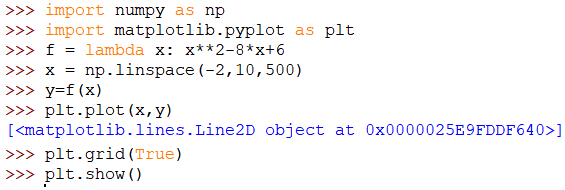 >>> import numpy as np
>>> import matplotlib.pyplot as plt
>>> f = lambda x: x**2-8*x+6
>>> x = np.linspace(-2,10,500)
>>> y=f(x)
>>> plt.plot(x,y)
[<matplotlib.lines.Line2D object at 0x0000025E9FDDF640>]
>>> plt.grid(True)
>>> plt.show()